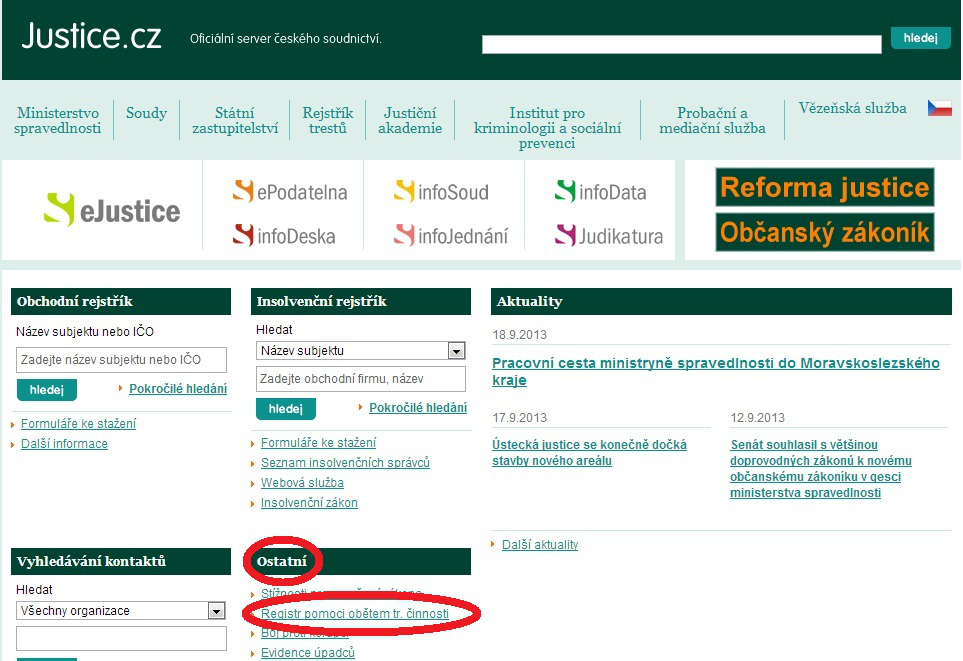 Justice.cz
Oficiální server českého soudnictví.
hledej
Ministerstvo
spravedlnosti
Soudy
Státní
zastupitelství
Rejstřík
trestů
Justiční
akademie
Institut pro
kriminologii a sociální
prevenci
Probační a
mediační služba
Vězeňská služba
eJustice
ePodatelna
infoDeska
infoSoud
infoJednání
infoData
Judikatura
Reforma justice
Občanský zákoník
Obchodní rejstřík
Název subjektu nebo IČO
Zadejte název subjektu nebo IČO
hledej
Pokročilé hledání
Formuláře ke stažení
Další informace
Insolvenční rejstřík
Hledat
Název subjektu
Zadejte obchodní firmu, název
hledej
Pokročilé hledání
Formuláře ke stažení
Seznam insolvenčních správců
Webová služba
Insolvenční zákon
Aktuality
18.9.2013
Pracovní cesta ministryně spravedlnosti do Moravskoslezského
kraje
17.9.2013
Ústecká justice se konečně dočká
stavby nového areálu
12.9.2013
Senát souhlasil s většinou
doprovodných zákonů k novému
občanskému zákoníku v gesci
ministerstva spravedlnosti
Další aktuality
Vyhledávání kontaktů
Hledat
Všechny organizace
Ostatní
Registr pomoci obětem tr. činnosti
Boj proti
Evidence úpadců